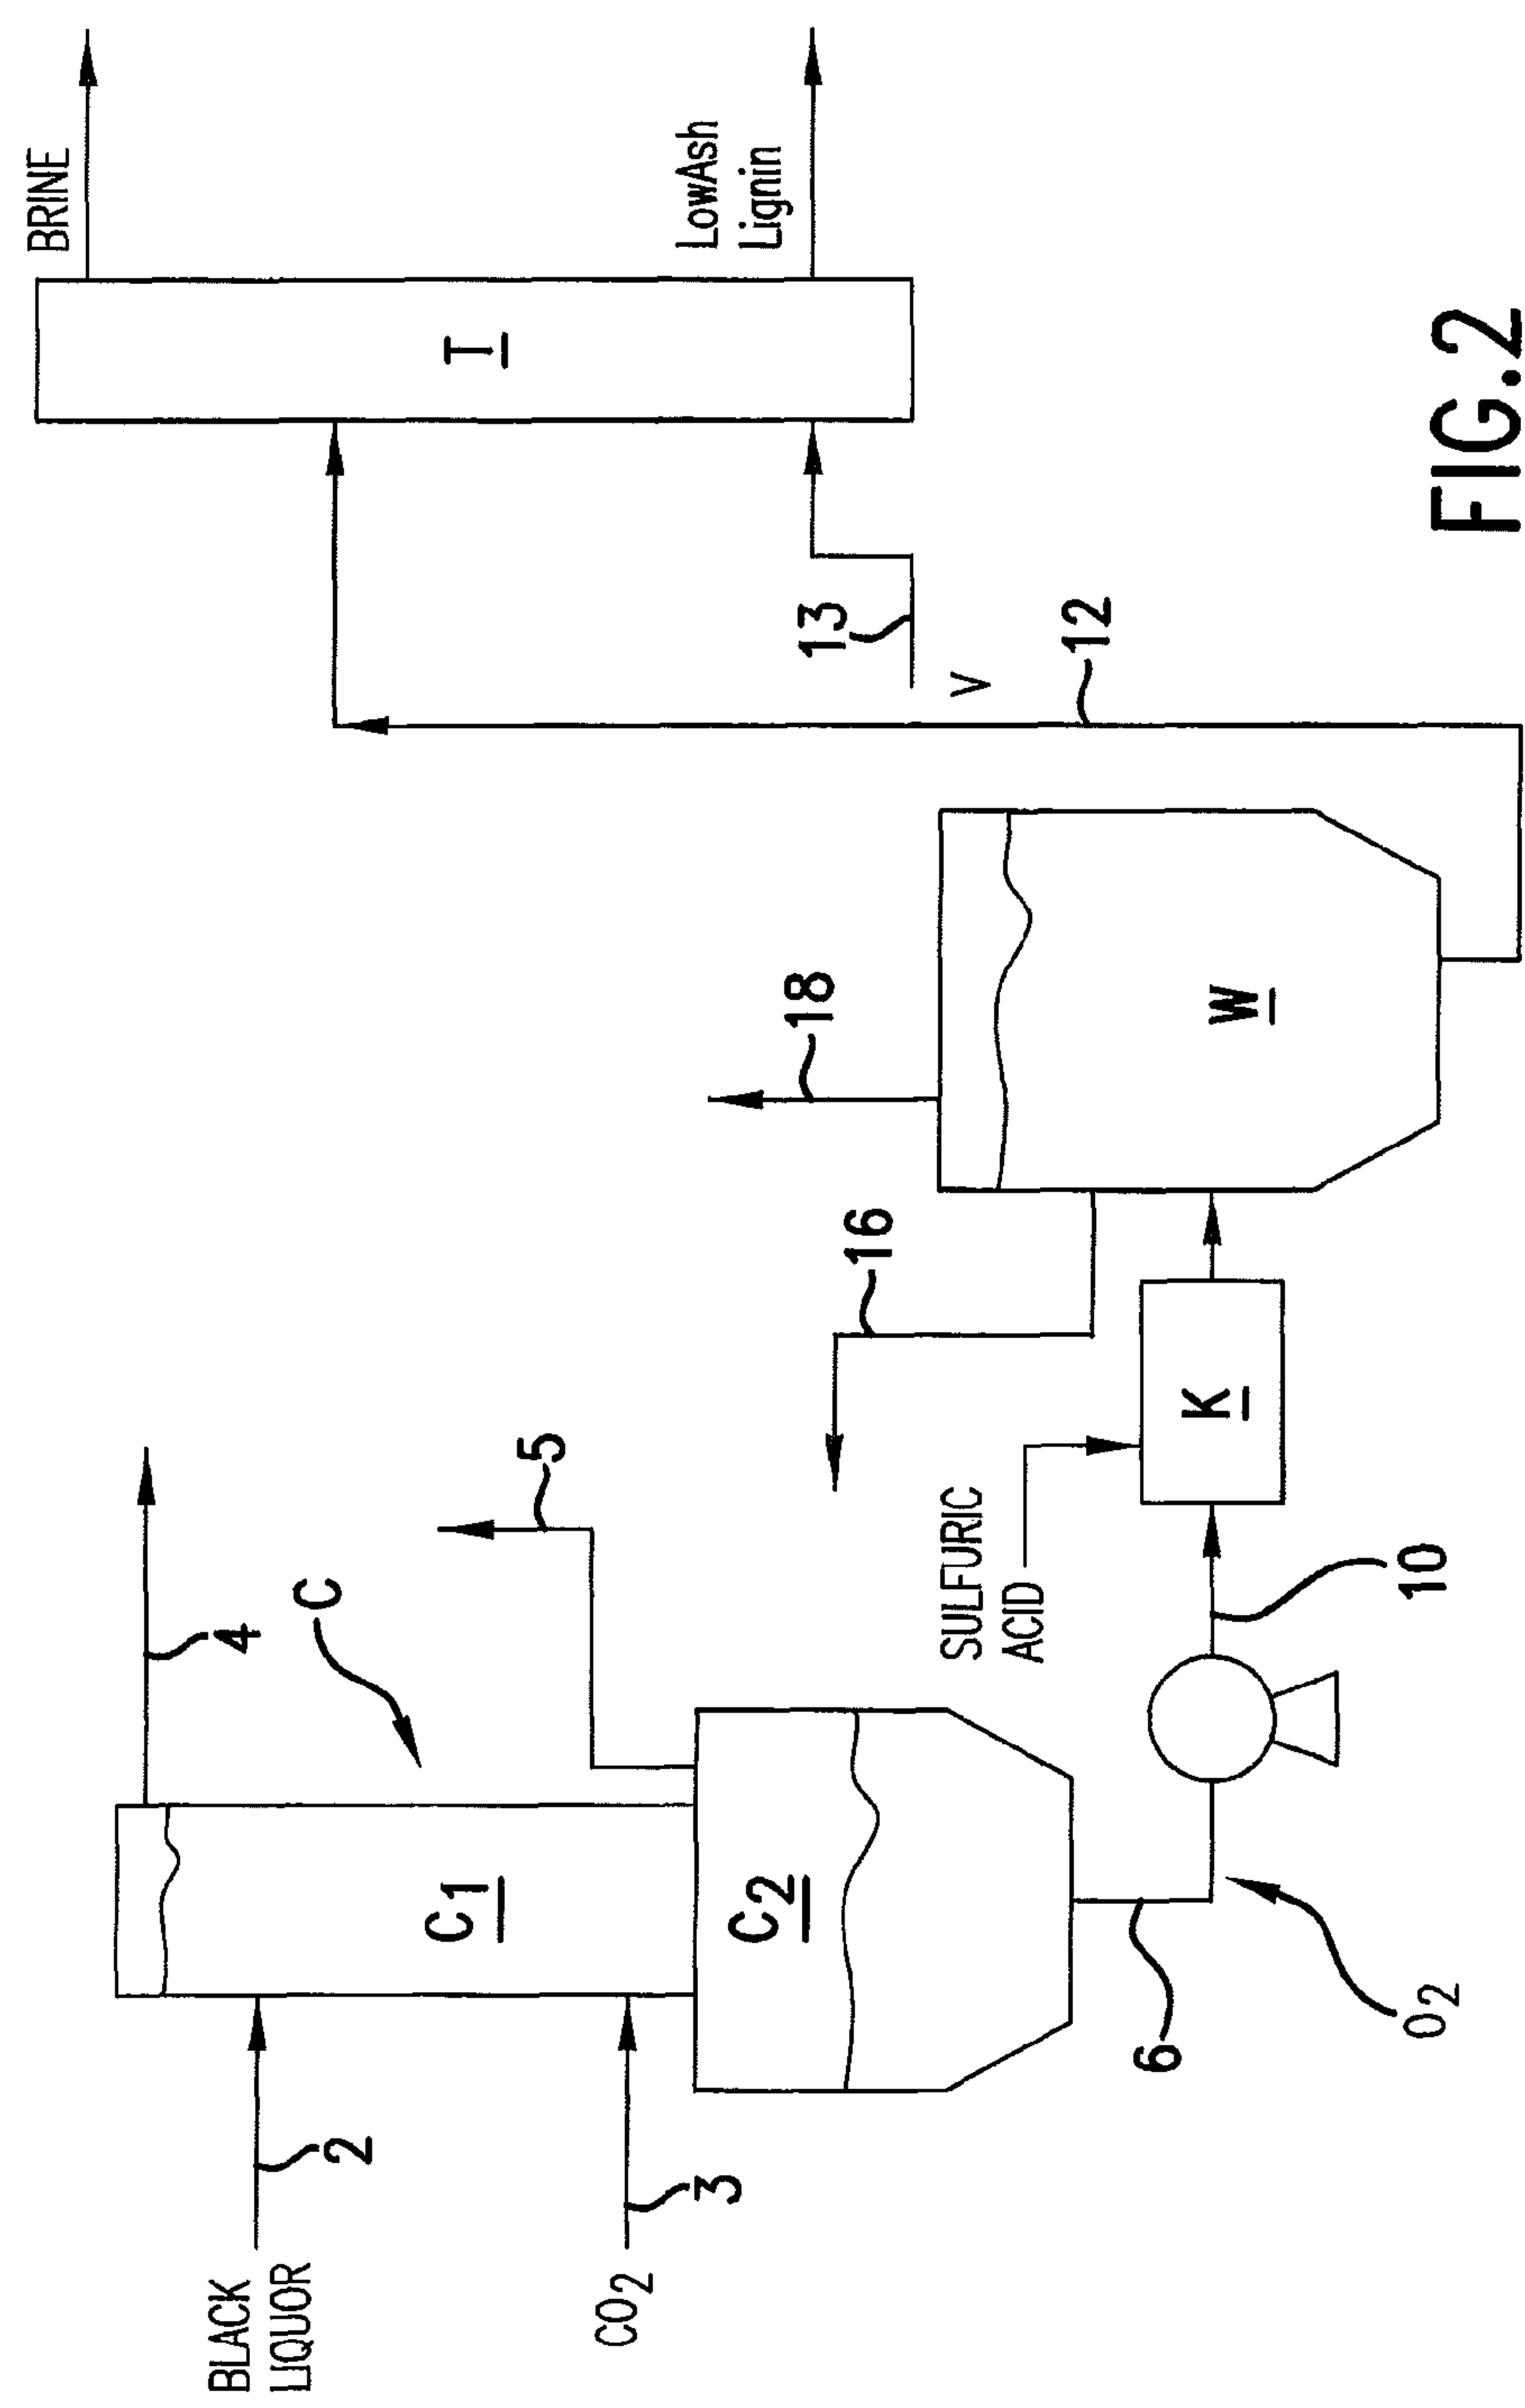 BLACK
LIQUOR
2
CO2
3
4
C
C1
5
C2
6
O2
10
SULFURIC
ACID
K
16
18
W
12
V
13
T
BRINE
LowAsh
Lignin
FIG.2